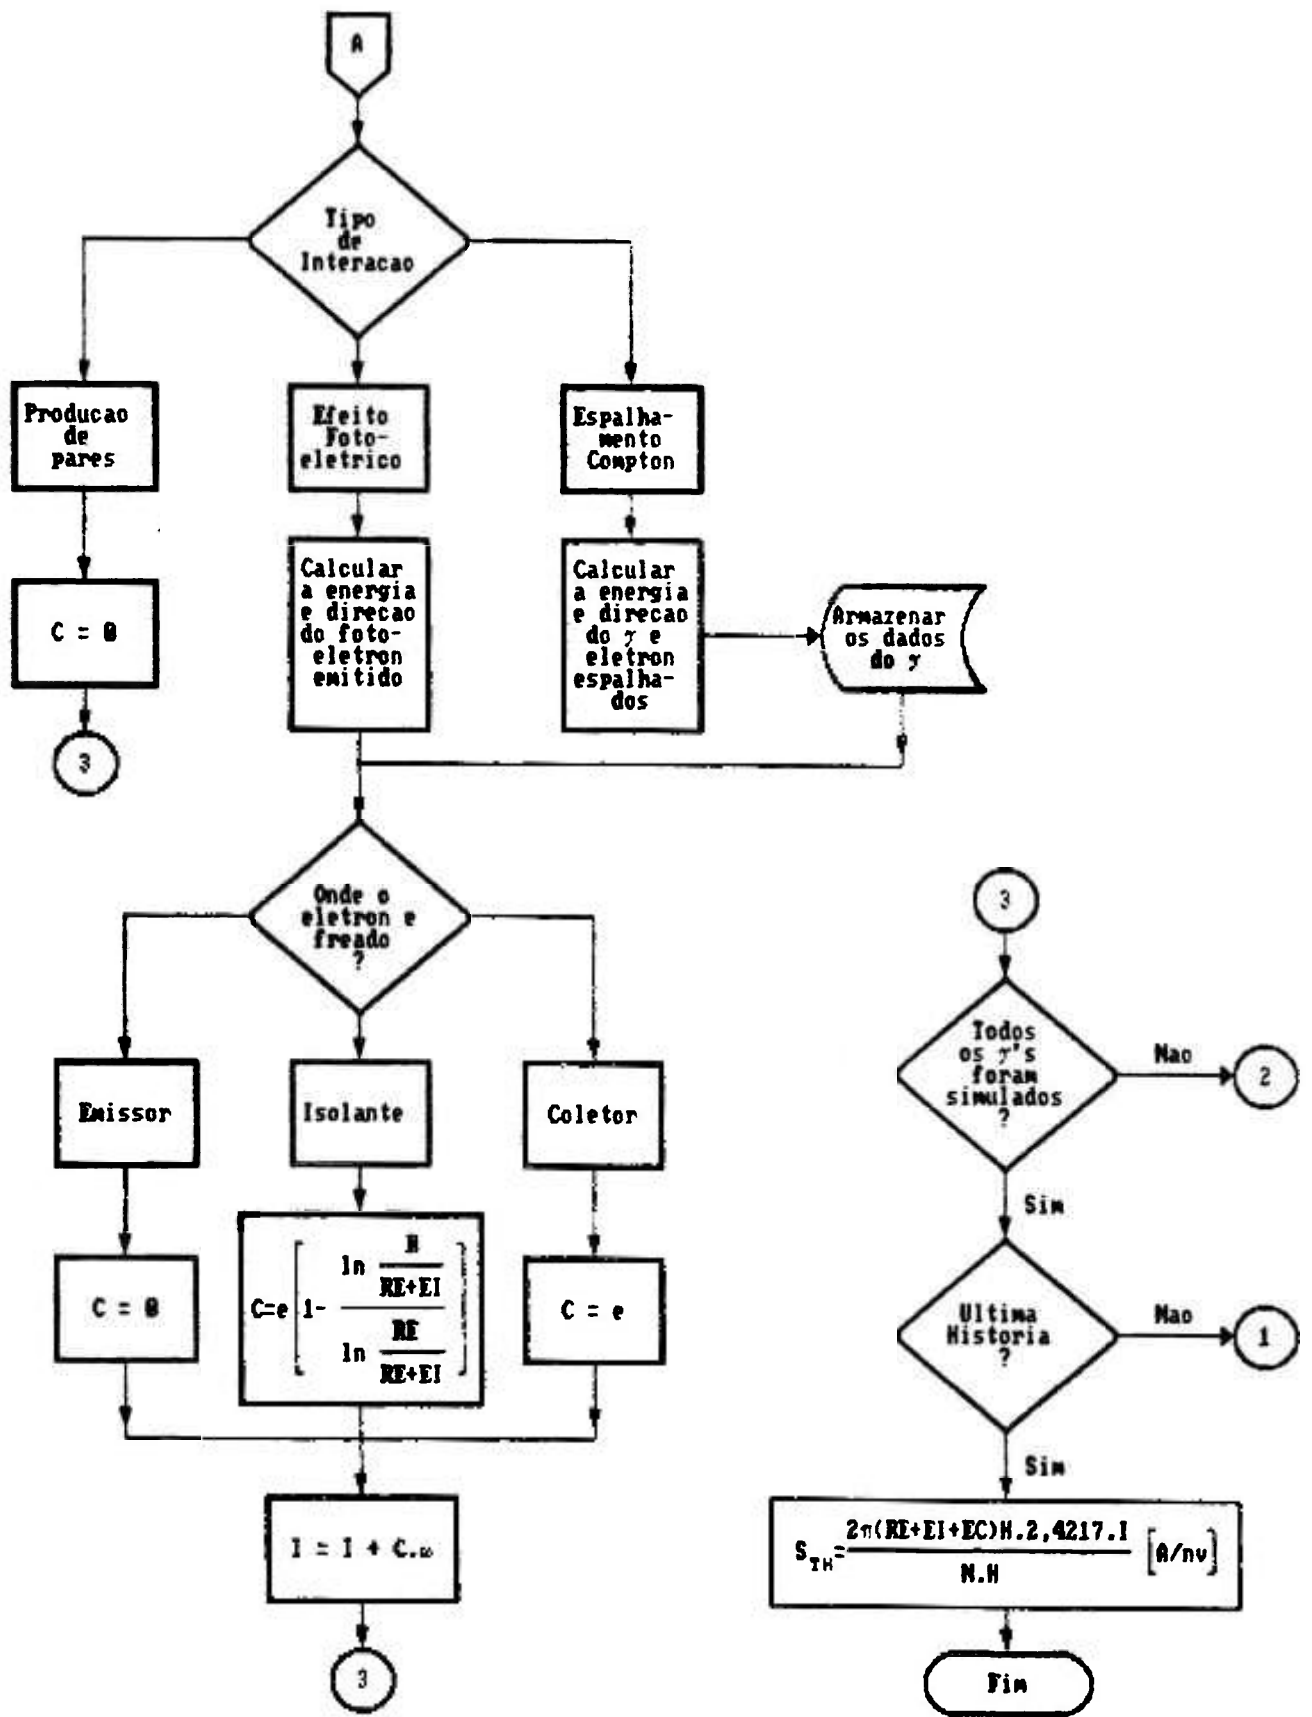 A
Tipo
de
Interacao
Producao
de
pares
Efeito
Foto-
eletrico
Espalha-
mento
Compton
C = 0
3
Calcular
a energia
e direcao
do foto-
eletron
emitido
Calcular
a energia
e direcao
do γ e
eletron
espalha-
dos
Armazenar
os dados
do γ
Onde o
eletron e
freado
?
Emissor
Isolante
Coletor
C = 0
C=e[1- ln H/RE+EI / ln RE/RE+EI]
C = e
I = I + C.ω
3
3
Todos
os γ's
foram
simulados
?
Nao
2
Sim
Ultima
Historia
?
Nao
1
Sim
S_TH= 2π(RE+EI+EC)H.2,4217.I / N.H [A/nv]
Fim